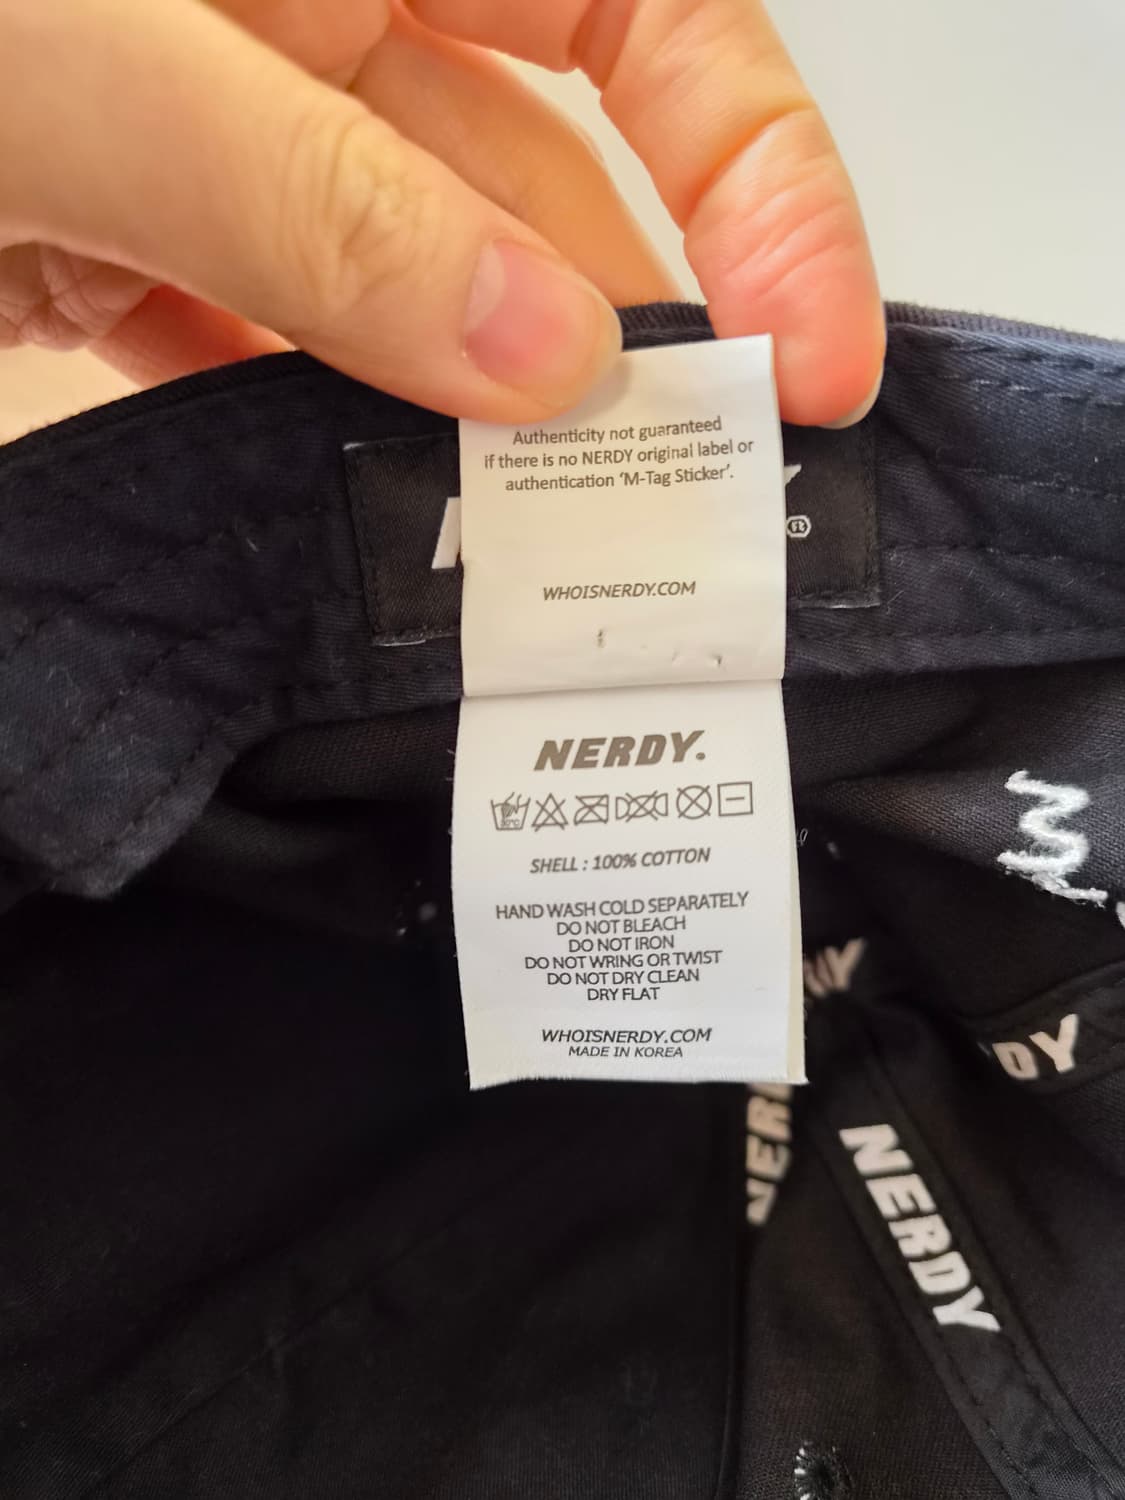 Authenticity not guaranteed
if there is no NERDY original label or
authentication ‘M-Tag Sticker’.
WHOISNERDY.COM
NERDY.
30°C
SHELL : 100% COTTON
HAND WASH COLD SEPARATELY
DO NOT BLEACH
DO NOT IRON
DO NOT WRING OR TWIST
DO NOT DRY CLEAN
DRY FLAT
WHOISNERDY.COM
MADE IN KOREA
DY
NERDY